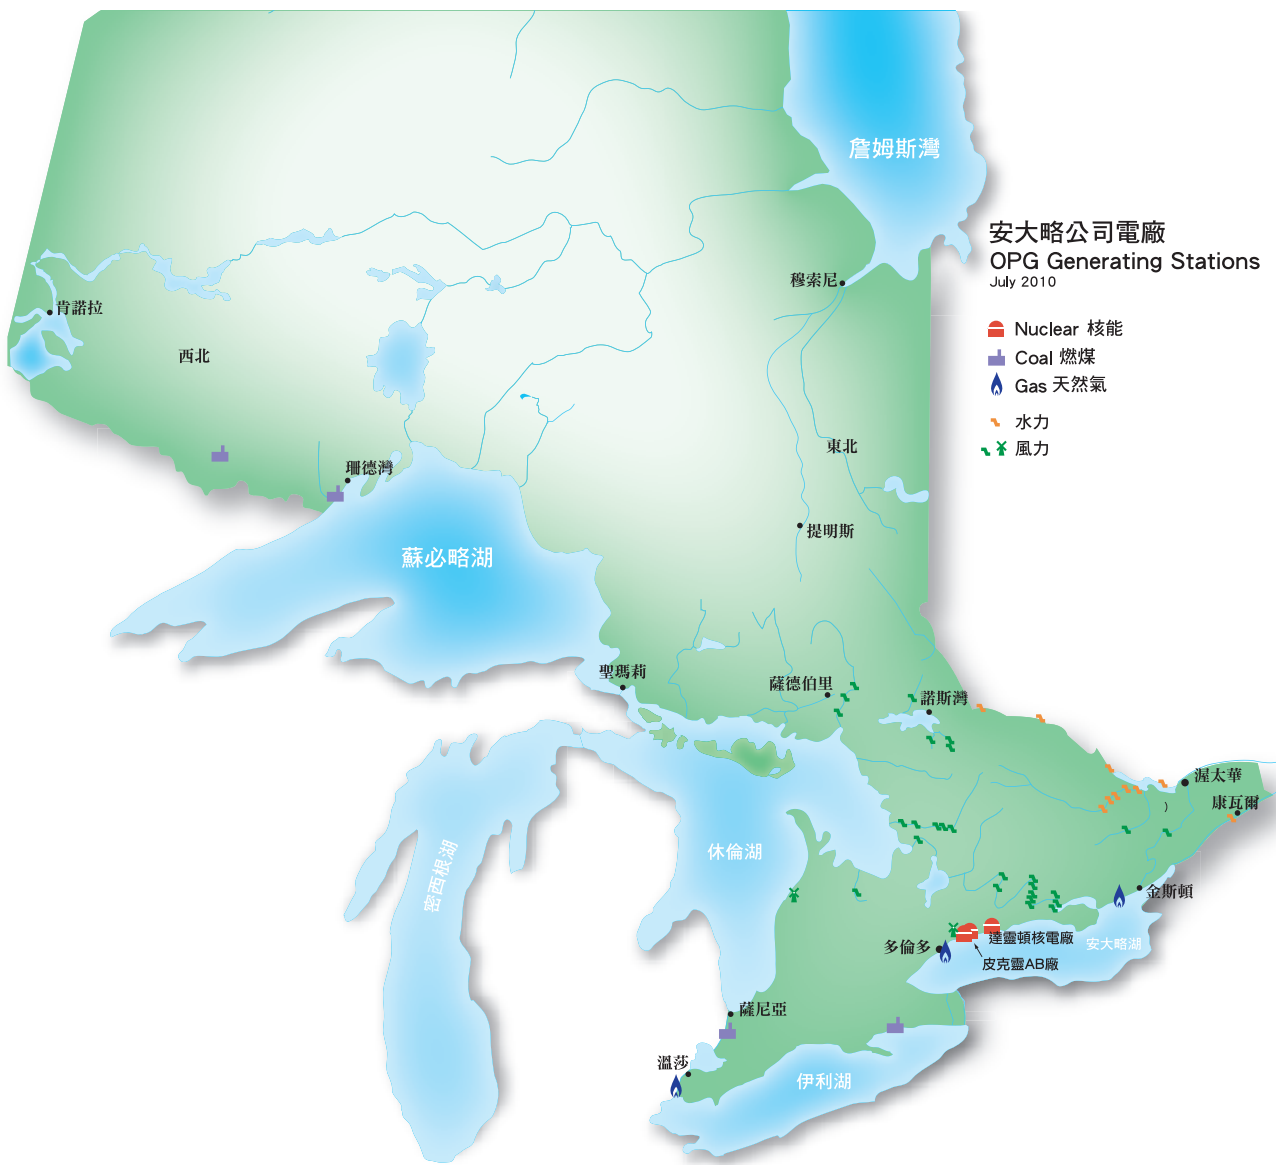 詹姆斯灣
安大略公司電廠
OPG Generating Stations
July 2010
穆索尼
肯諾拉
Nuclear 核能
西北
Coal 燃煤
Gas 天然氣
水力
風力
東北
珊德灣
提明斯
蘇必略湖
聖瑪莉
薩德伯里
諾斯灣
渥太華
康瓦爾
休倫湖
密西根湖
金斯頓
達靈頓核電廠
安大略湖
多倫多
皮克靈AB廠
薩尼亞
溫莎
伊利湖